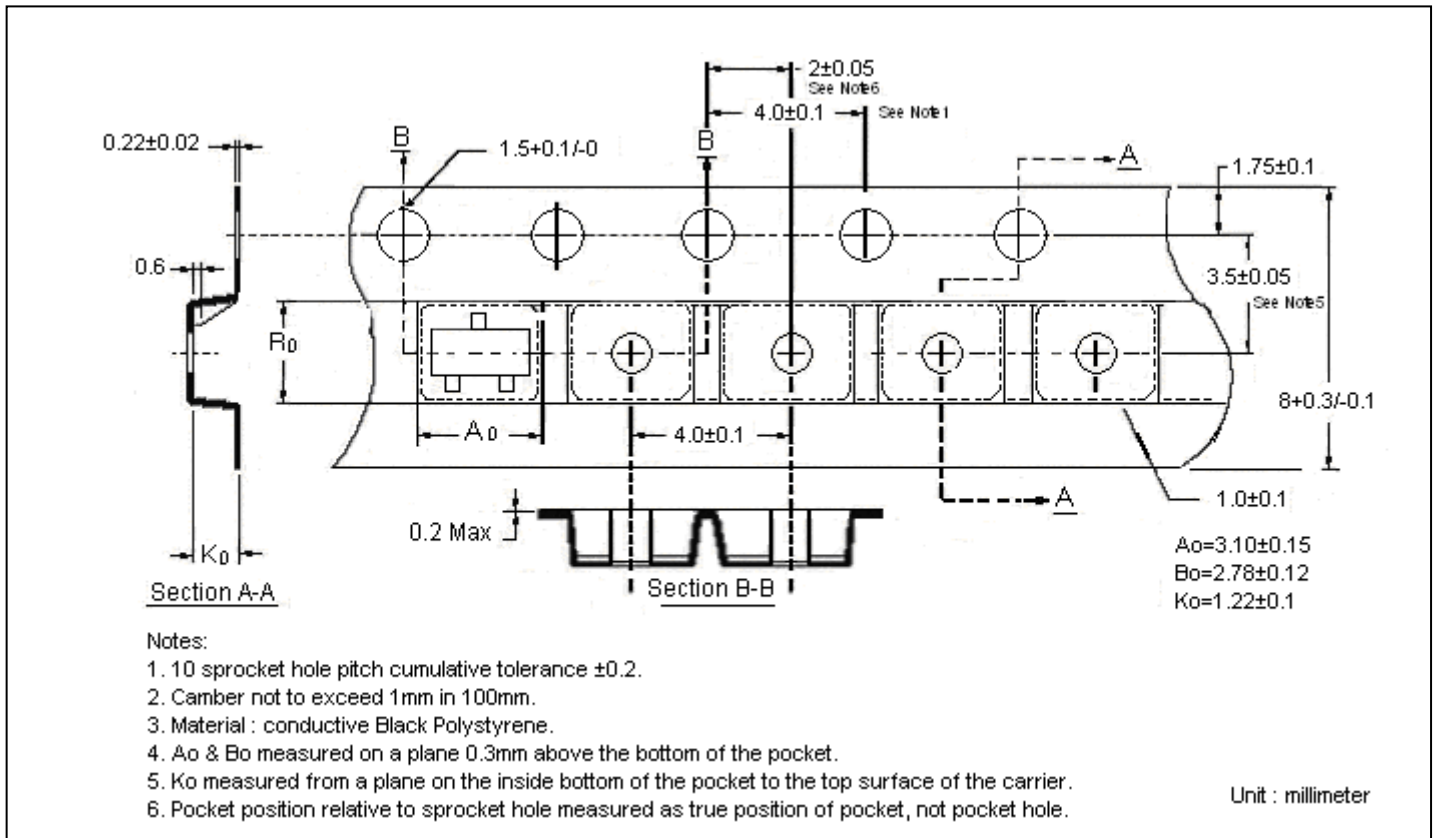 2±0.05
See Note6
4.0±0.1 See Note1
0.22±0.02
B
1.5+0.1/-0
B
A
1.75±0.1
0.6
3.5±0.05
See Note5
R0
8+0.3/-0.1
A0
4.0±0.1
A
1.0±0.1
0.2 Max
K0
Section A-A
Section B-B
Ao=3.10±0.15
Bo=2.78±0.12
Ko=1.22±0.1
Notes:
1. 10 sprocket hole pitch cumulative tolerance ±0.2.
2. Camber not to exceed 1mm in 100mm.
3. Material : conductive Black Polystyrene.
4. Ao & Bo measured on a plane 0.3mm above the bottom of the pocket.
5. Ko measured from a plane on the inside bottom of the pocket to the top surface of the carrier.
6. Pocket position relative to sprocket hole measured as true position of pocket, not pocket hole.
Unit : millimeter